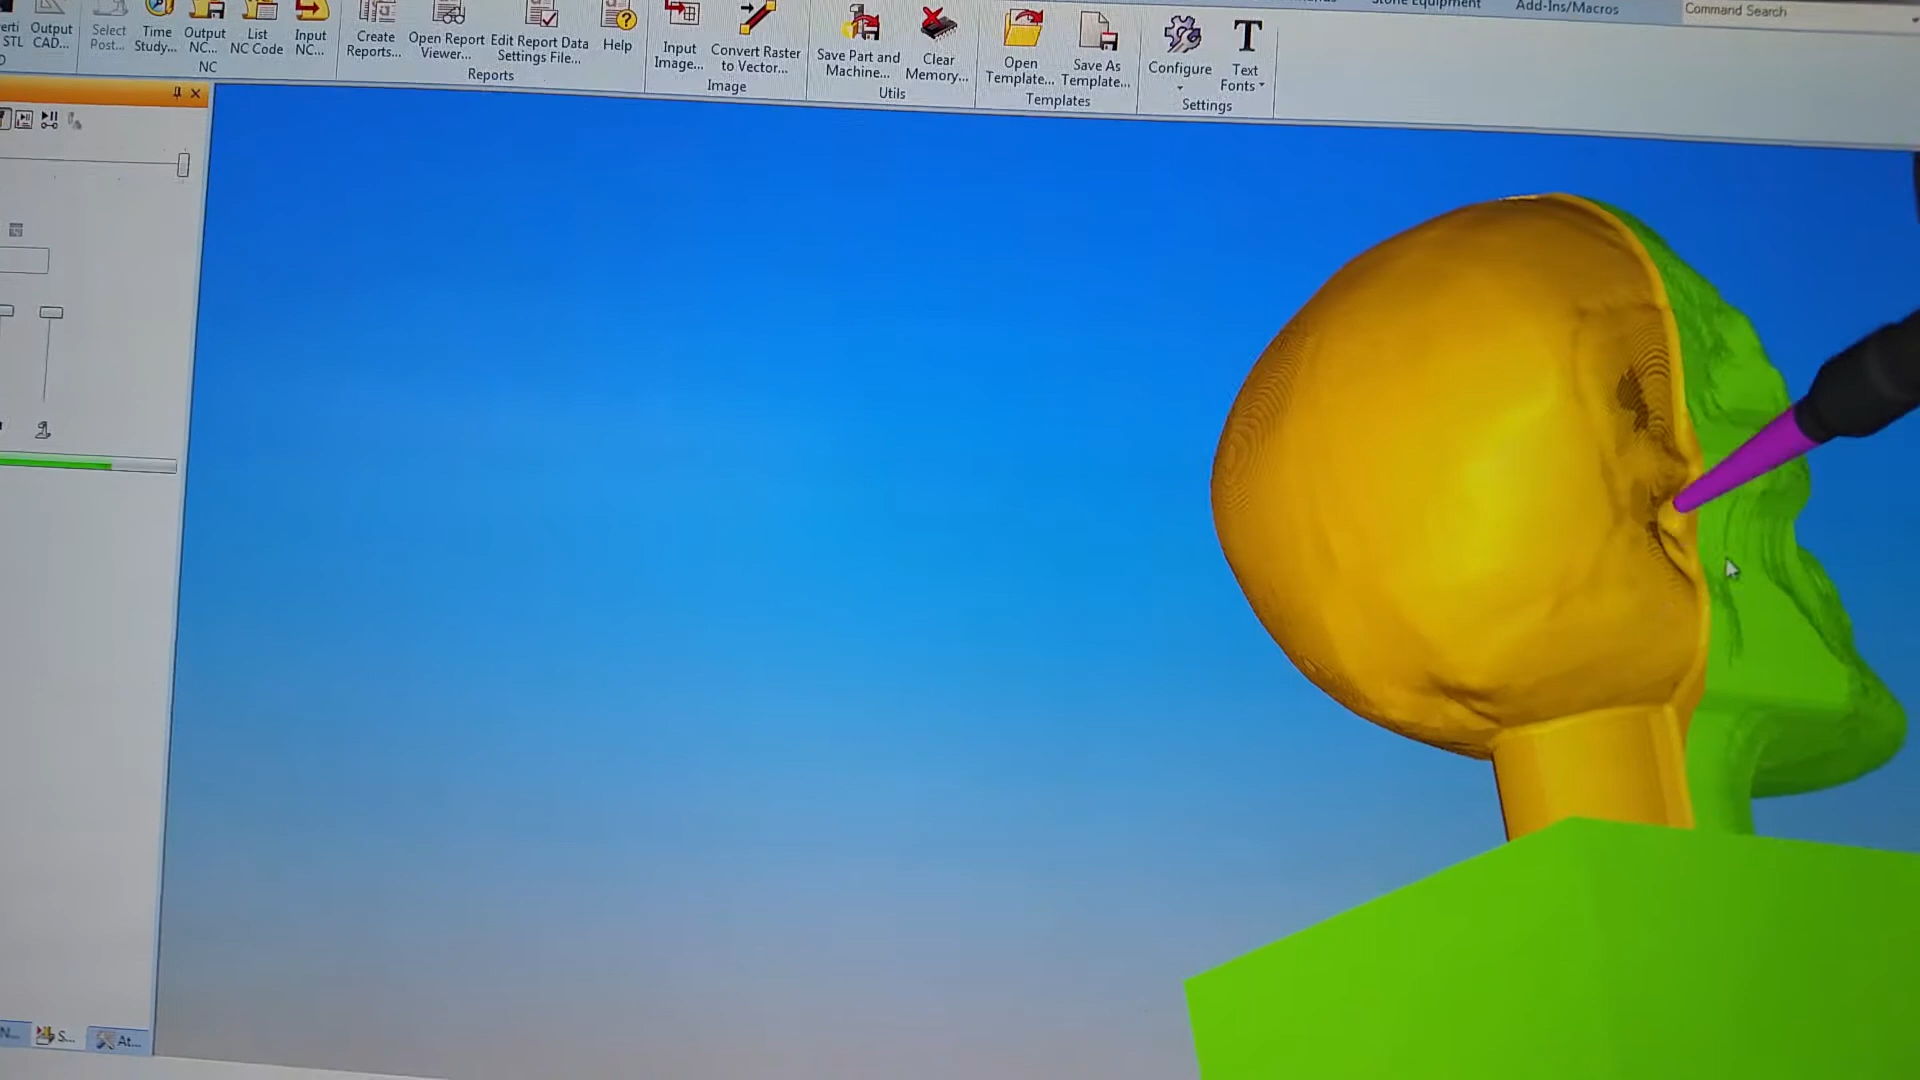 Stone Equipment
Add-Ins/Macros
Command Search
STL
Output
CAD...
Select
Post...
Time
Study...
Output
NC...
List
NC Code
Input
NC...
NC
Create
Reports...
Open Report
Viewer...
Edit Report Data
Settings File...
Help
Reports
Input
Image...
Convert Raster
to Vector...
Image
Save Part and
Machine...
Clear
Memory...
Utils
Open
Template...
Save As
Template...
Templates
Configure
Text
Fonts
Settings
N...
S...
At...